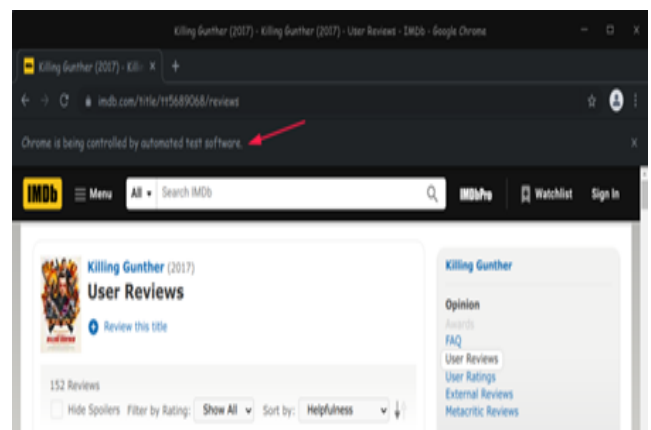 Killing Gunther (2017) - Killing Gunther (2017) - User Reviews - IMDb - Google Chrome
Killing Gunther (2017) - Killi
imdb.com/title/tt5689068/reviews
Chrome is being controlled by automated test software.
IMDb Menu All Search IMDb IMDbPro Watchlist Sign In
Killing Gunther (2017)
User Reviews
Review this title
152 Reviews
Hide Spoilers Filter by Rating: Show All Sort by: Helpfulness
Killing Gunther
Opinion
Awards
FAQ
User Reviews
User Ratings
External Reviews
Metacritic Reviews